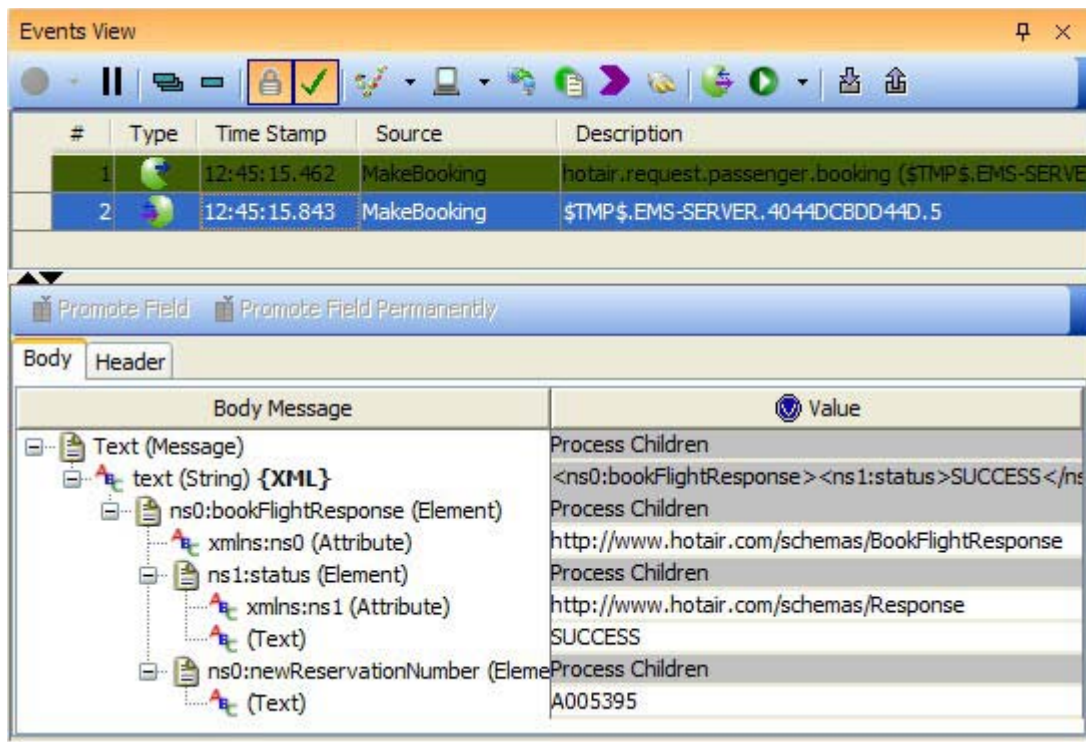 Events View
# Type Time Stamp Source Description
1 12:45:15.462 MakeBooking hotair.request.passenger.booking ($TMP$.EMS-SERVE
2 12:45:15.843 MakeBooking $TMP$.EMS-SERVER.4044DCBDD44D.5
Promote Field Promote Field Permanently
Body Header
Body Message Value
Text (Message) Process Children
text (String) {XML} <ns0:bookFlightResponse><ns1:status>SUCCESS</ns
ns0:bookFlightResponse (Element) Process Children
xmlns:ns0 (Attribute) http://www.hotair.com/schemas/BookFlightResponse
ns1:status (Element) Process Children
xmlns:ns1 (Attribute) http://www.hotair.com/schemas/Response
(Text) SUCCESS
ns0:newReservationNumber (Eleme Process Children
(Text) A005395